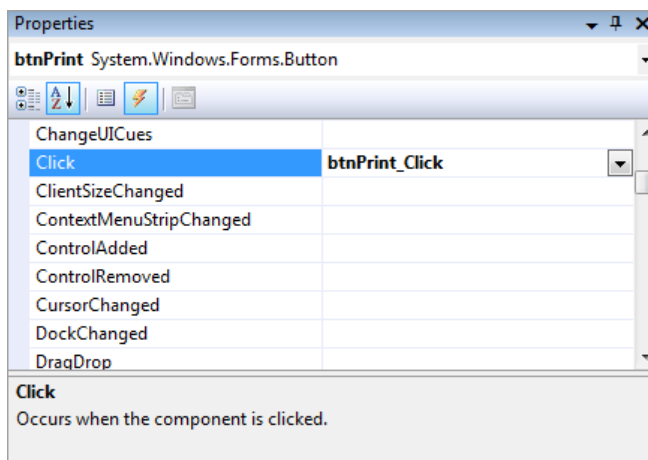 Properties
btnPrint System.Windows.Forms.Button
ChangeUICues
Click btnPrint_Click
ClientSizeChanged
ContextMenuStripChanged
ControlAdded
ControlRemoved
CursorChanged
DockChanged
DragDrop
Click
Occurs when the component is clicked.